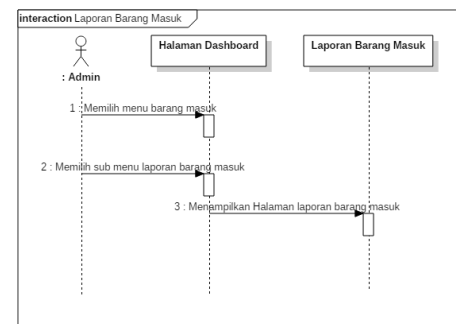 interaction Laporan Barang Masuk
Halaman Dashboard
Laporan Barang Masuk
: Admin
1 : Memilih menu barang masuk
2 : Memilih sub menu laporan barang masuk
3 : Menampilkan Halaman laporan barang masuk